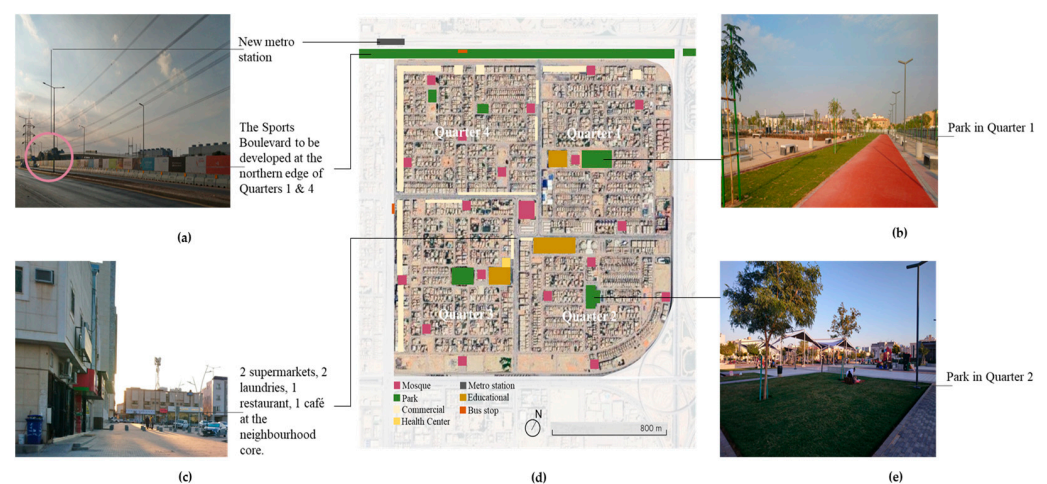 New metro
station
The Sports
Boulevard to be
developed at the
northern edge of
Quarters 1 & 4
(a)
2 supermarkets, 2
laundries, 1
restaurant, 1 café
at the
neighbourhood
core.
(c)
Quarter 4
Quarter 1
Quarter 3
Quarter 2
Mosque
Park
Commercial
Health Center
Metro station
Educational
Bus stop
N
800 m
(d)
Park in Quarter 1
(b)
Park in Quarter 2
(e)